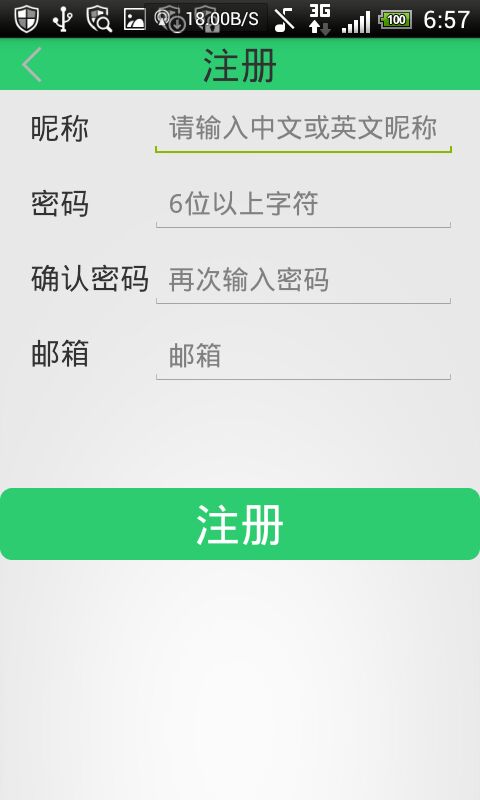 18.00B/S 3G 100 6:57
注册
昵称 请输入中文或英文昵称
密码 6位以上字符
确认密码 再次输入密码
邮箱 邮箱
注册